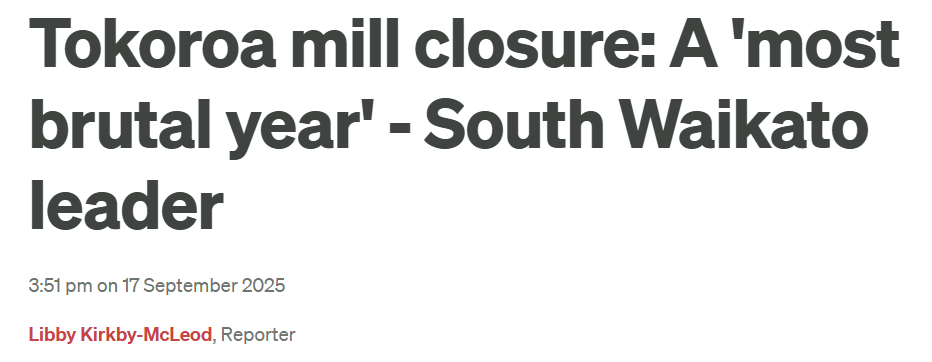 Tokoroa mill closure: A 'most
brutal year' - South Waikato
leader
3:51 pm on 17 September 2025
Libby Kirkby-McLeod, Reporter